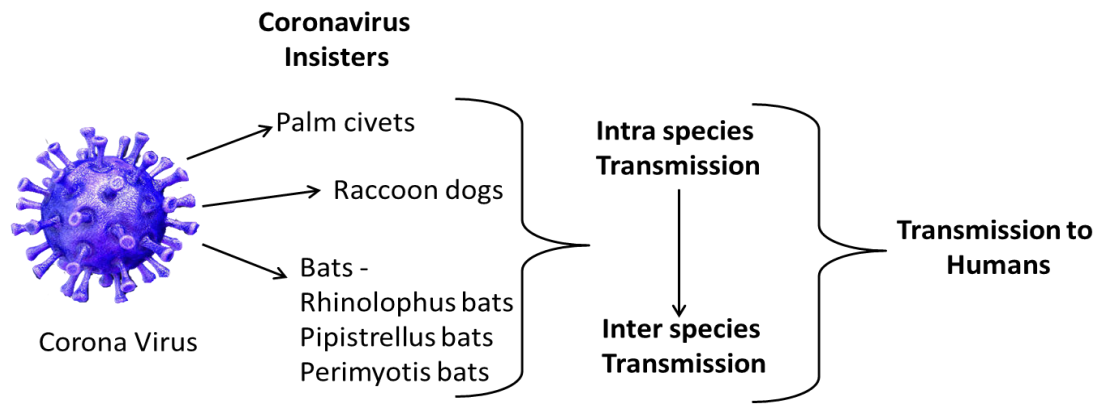 Coronavirus
Insisters
Palm civets
Raccoon dogs
Bats -
Rhinolophus bats
Pipistrellus bats
Perimyotis bats
Corona Virus
Intra species
Transmission
Inter species
Transmission
Transmission to
Humans